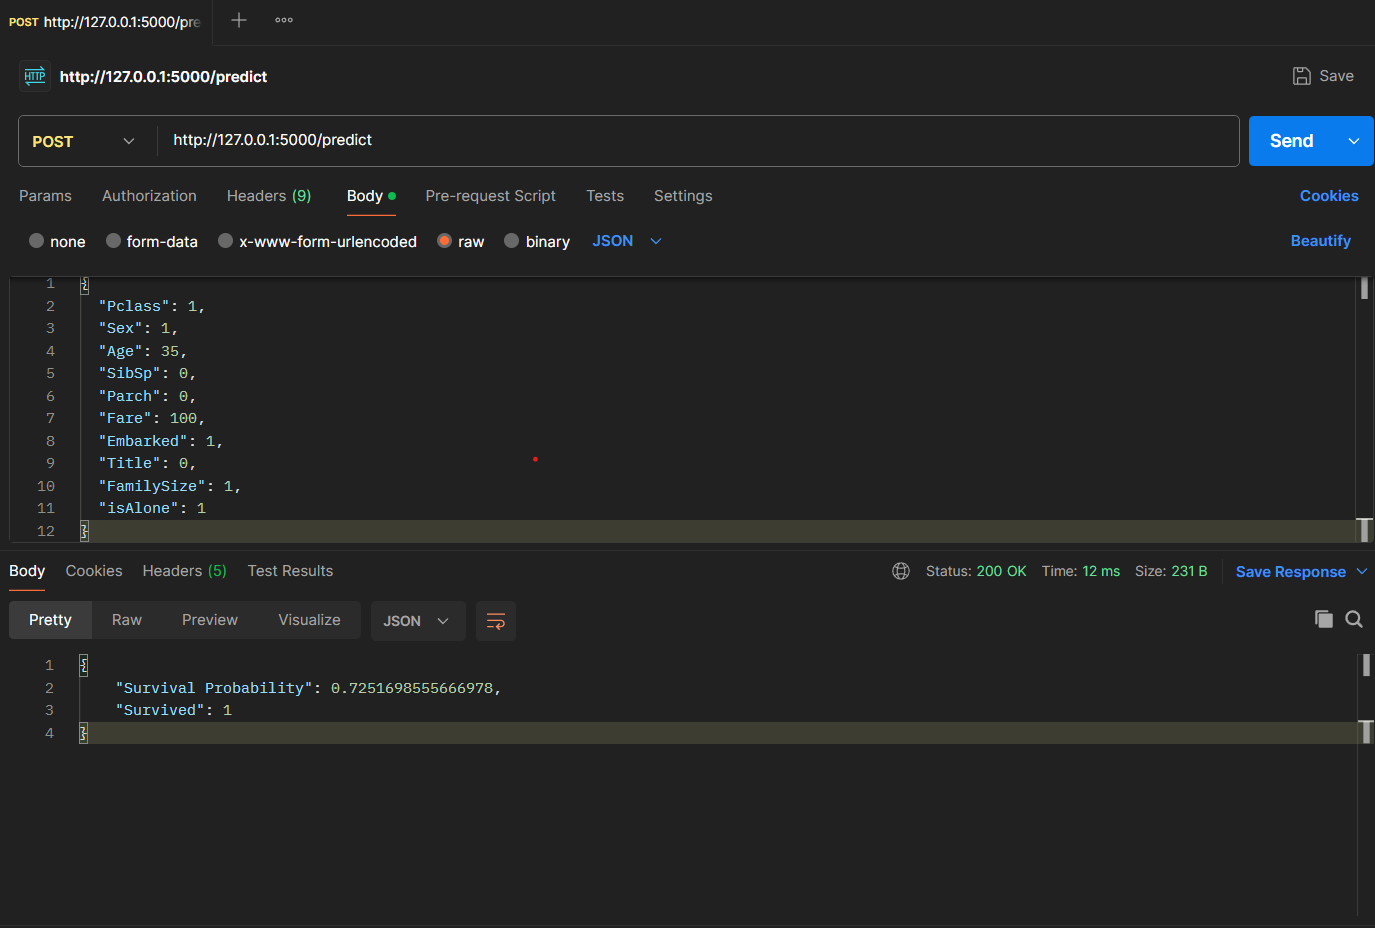 POST http://127.0.0.1:5000/pre
http://127.0.0.1:5000/predict
Save
POST http://127.0.0.1:5000/predict Send
Params Authorization Headers (9) Body Pre-request Script Tests Settings Cookies
none form-data x-www-form-urlencoded raw binary JSON Beautify
1 {
2 "Pclass": 1,
3 "Sex": 1,
4 "Age": 35,
5 "SibSp": 0,
6 "Parch": 0,
7 "Fare": 100,
8 "Embarked": 1,
9 "Title": 0,
10 "FamilySize": 1,
11 "isAlone": 1
12 }
Body Cookies Headers (5) Test Results Status: 200 OK Time: 12 ms Size: 231 B Save Response
Pretty Raw Preview Visualize JSON
1 {
2 "Survival Probability": 0.7251698555666978,
3 "Survived": 1
4 }